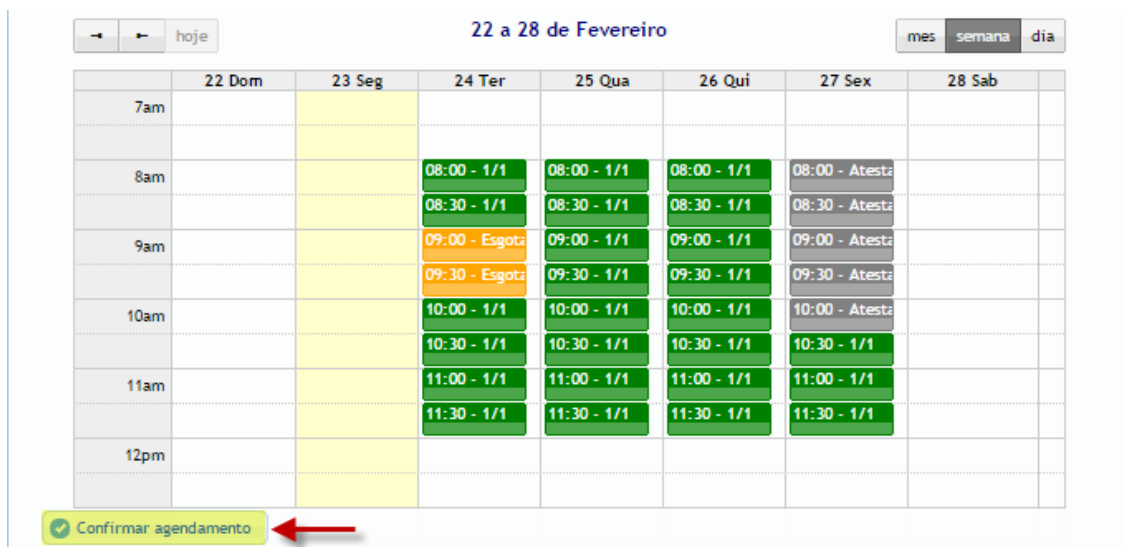 hoje 22 a 28 de Fevereiro mes semana dia
22 Dom 23 Seg 24 Ter 25 Qua 26 Qui 27 Sex 28 Sab
7am
8am 08:00 - 1/1 08:00 - 1/1 08:00 - 1/1 08:00 - Atesta
08:30 - 1/1 08:30 - 1/1 08:30 - 1/1 08:30 - Atesta
9am 09:00 - Esgota 09:00 - 1/1 09:00 - 1/1 09:00 - Atesta
09:30 - Esgota 09:30 - 1/1 09:30 - 1/1 09:30 - Atesta
10am 10:00 - 1/1 10:00 - 1/1 10:00 - 1/1 10:00 - Atesta
10:30 - 1/1 10:30 - 1/1 10:30 - 1/1 10:30 - 1/1
11am 11:00 - 1/1 11:00 - 1/1 11:00 - 1/1 11:00 - 1/1
11:30 - 1/1 11:30 - 1/1 11:30 - 1/1 11:30 - 1/1
12pm
Confirmar agendamento